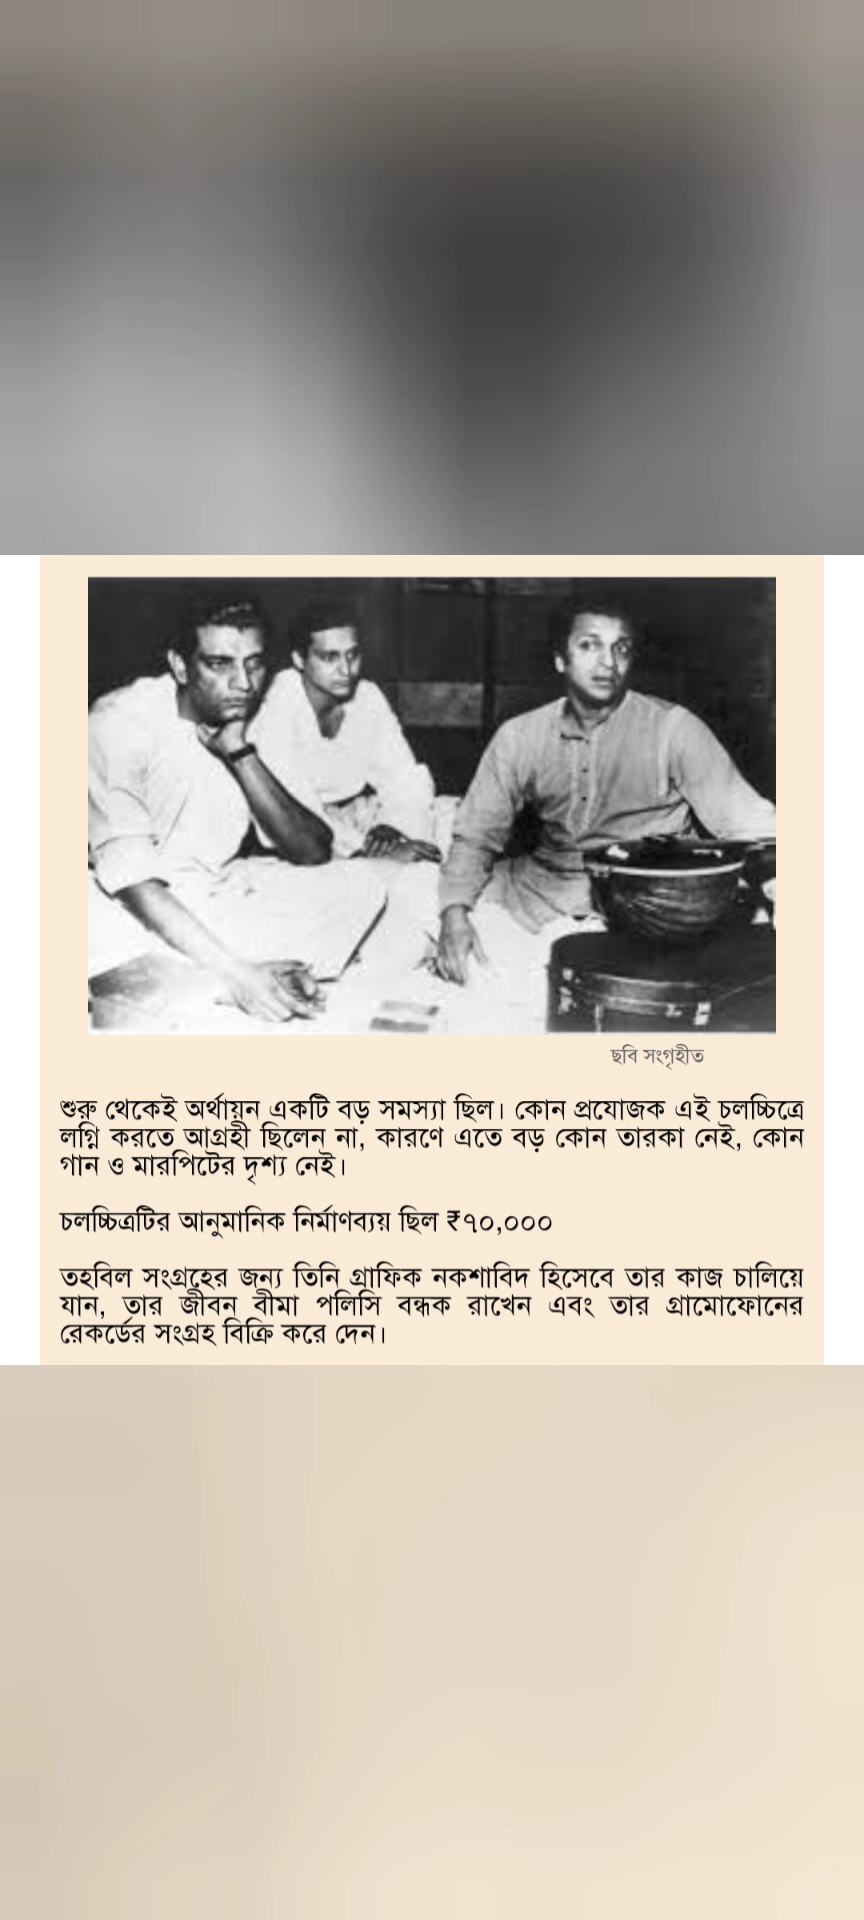 ছবি সংগৃহীত
শুরু থেকেই অর্থায়ন একটি বড় সমস্যা ছিল। কোন প্রযোজক এই চলচ্চিত্রে
লগ্নি করতে আগ্রহী ছিলেন না, কারণে এতে বড় কোন তারকা নেই, কোন
গান ও মারপিটের দৃশ্য নেই।
চলচ্চিত্রটির আনুমানিক নির্মাণব্যয় ছিল ₹৭০,০০০
তহবিল সংগ্রহের জন্য তিনি গ্রাফিক নকশাবিদ হিসেবে তার কাজ চালিয়ে
যান, তার জীবন বীমা পলিসি বন্ধক রাখেন এবং তার গ্রামোফোনের
রেকর্ডের সংগ্রহ বিক্রি করে দেন।